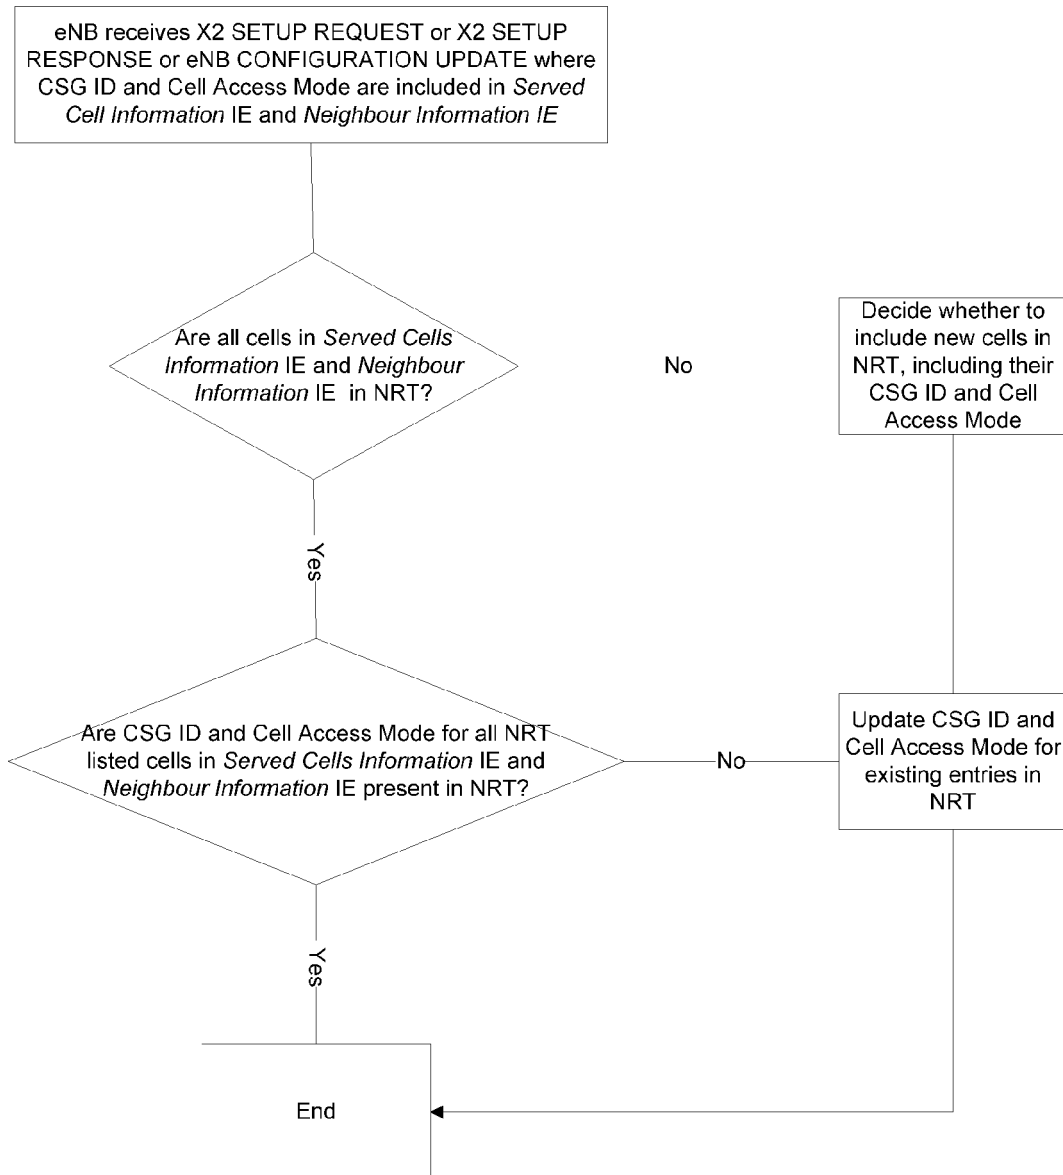 eNB receives X2 SETUP REQUEST or X2 SETUP
RESPONSE or eNB CONFIGURATION UPDATE where
CSG ID and Cell Access Mode are included in Served
Cell Information IE and Neighbour Information IE
Are all cells in Served Cells
Information IE and Neighbour
Information IE in NRT?
No
Decide whether to
include new cells in
NRT, including their
CSG ID and Cell
Access Mode
Yes
Are CSG ID and Cell Access Mode for all NRT
listed cells in Served Cells Information IE and
Neighbour Information IE present in NRT?
No
Update CSG ID and
Cell Access Mode for
existing entries in
NRT
Yes
End